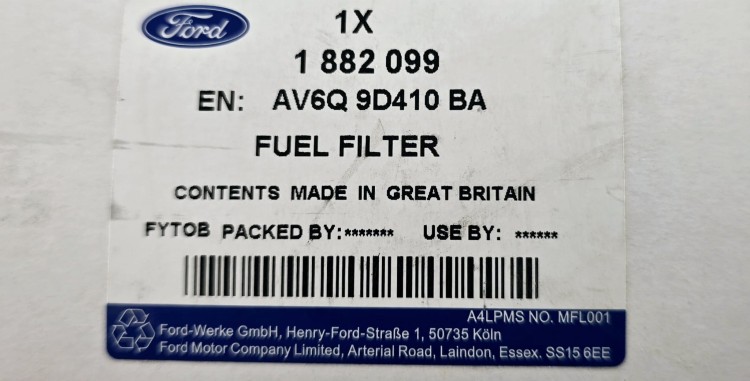 Ford
1X
1 882 099
EN: AV6Q 9D410 BA
FUEL FILTER
CONTENTS MADE IN GREAT BRITAIN
FYTOB PACKED BY:******* USE BY: ******
A4LPMS NO. MFL001
Ford-Werke GmbH, Henry-Ford-Straße 1, 50735 Köln
Ford Motor Company Limited, Arterial Road, Laindon, Essex. SS15 6EE